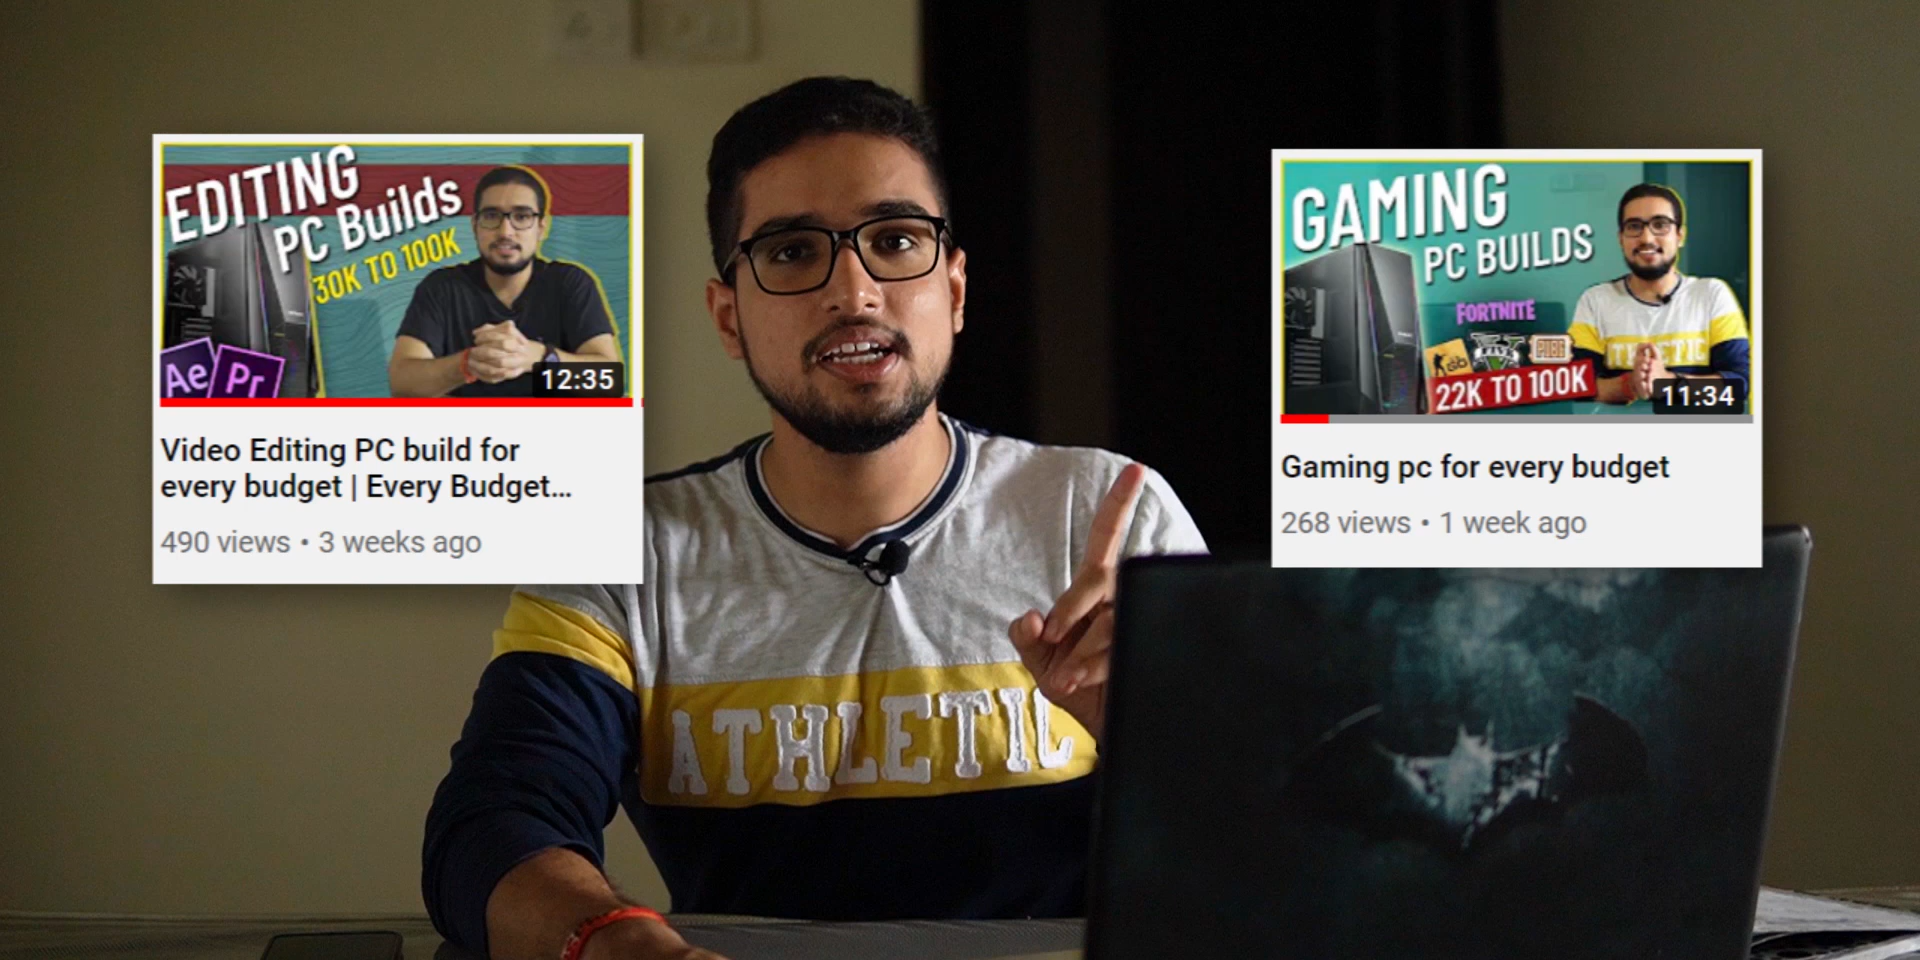 EDITING
PC Builds
30K TO 100K
Ae Pr
12:35
Video Editing PC build for
every budget | Every Budget...
490 views • 3 weeks ago
GAMING
PC BUILDS
FORTNITE
V
FIVE
PUBG
22K TO 100K
ATHLETIC
11:34
Gaming pc for every budget
268 views • 1 week ago
ATHLETIC